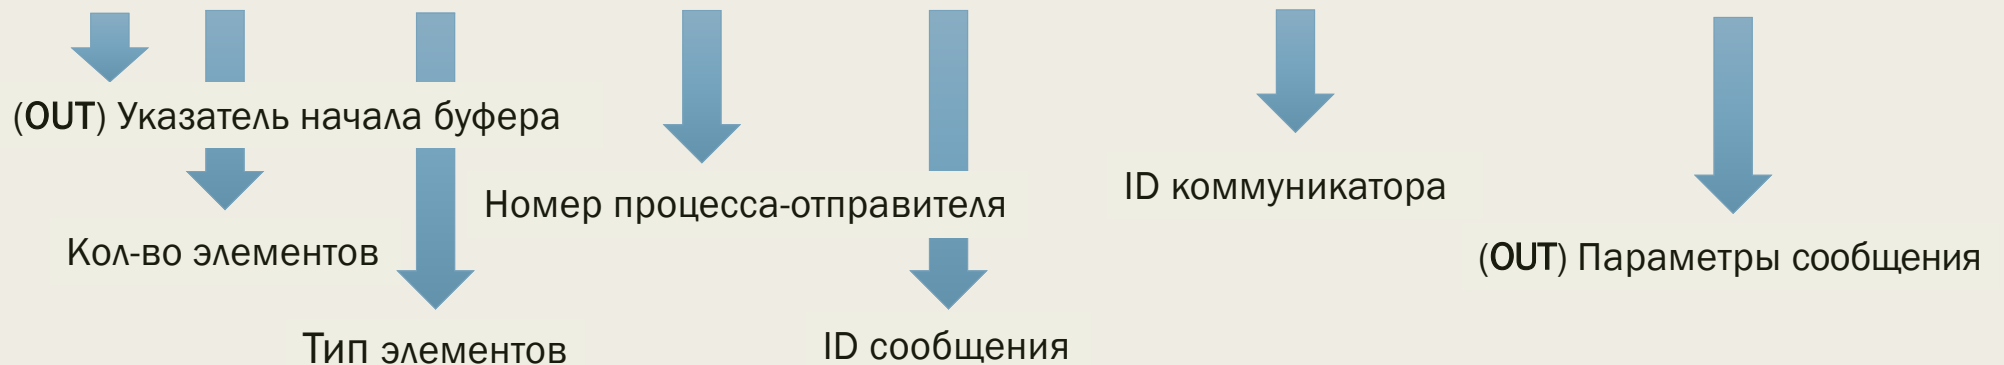 (OUT) Указатель начала буфера
Кол-во элементов
Тип элементов
Номер процесса-отправителя
ID сообщения
ID коммуникатора
(OUT) Параметры сообщения